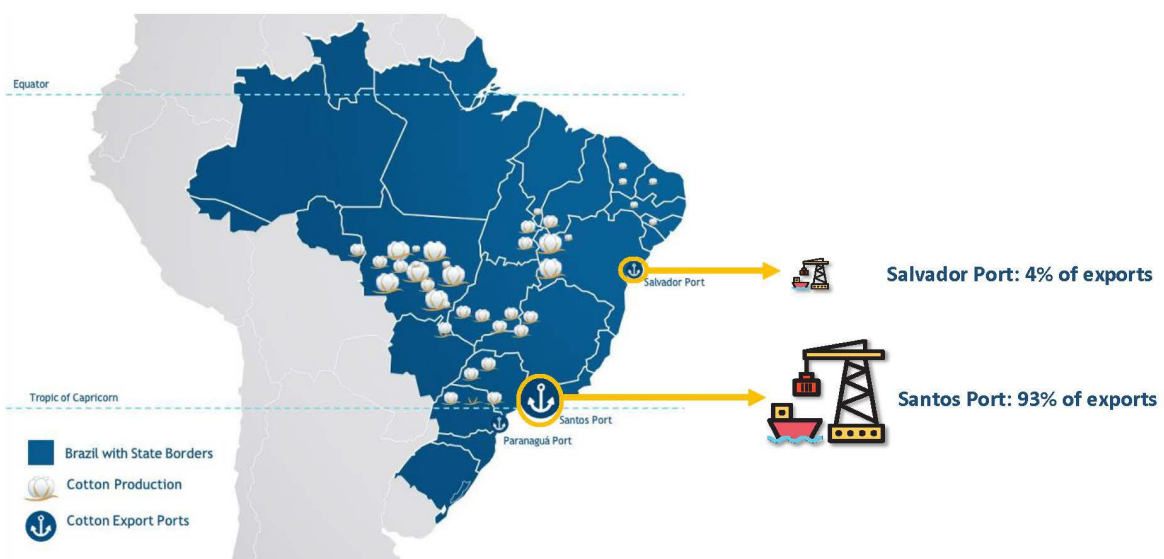 Equator
Salvador Port
Salvador Port: 4% of exports
Tropic of Capricorn
Santos Port
Santos Port: 93% of exports
Paranaguá Port
Brazil with State Borders
Cotton Production
Cotton Export Ports